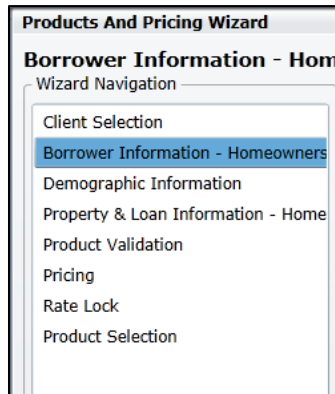 Products And Pricing Wizard
Borrower Information - Hom
Wizard Navigation
Client Selection
Borrower Information - Homeowners
Demographic Information
Property & Loan Information - Home
Product Validation
Pricing
Rate Lock
Product Selection